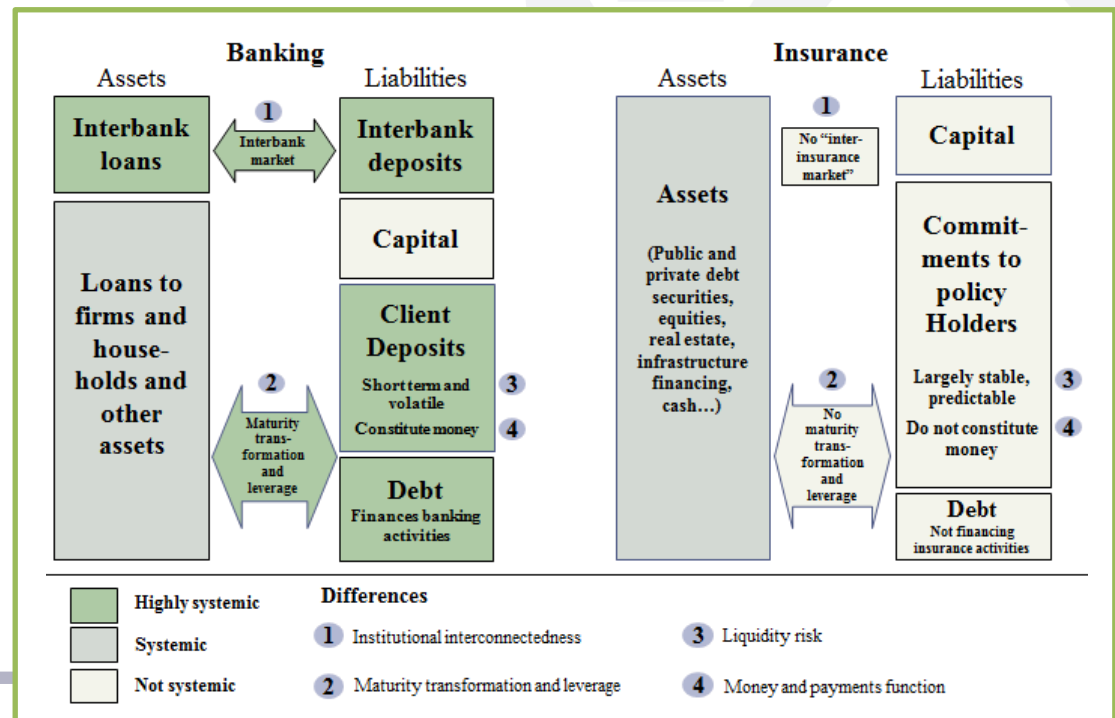 Banking
Assets
Liabilities
Interbank
loans
1
Interbank
market
Interbank
deposits
Capital
Loans to
firms and
house-
holds and
other
assets
2
Maturity
trans-
formation
and
leverage
Client
Deposits
Short term and
volatile
3
Constitute money
4
Debt
Finances banking
activities
Insurance
Assets
Liabilities
Assets
(Public and
private debt
securities,
equities,
real estate,
infrastructure
financing,
cash...)
1
No “inter-
insurance
market”
Capital
2
No
maturity
trans-
formation
and
leverage
Commit-
ments to
policy
Holders
Largely stable,
predictable
3
Do not constitute
money
4
Debt
Not financing
insurance activities
Highly systemic
Systemic
Not systemic
Differences
1 Institutional interconnectedness
2 Maturity transformation and leverage
3 Liquidity risk
4 Money and payments function